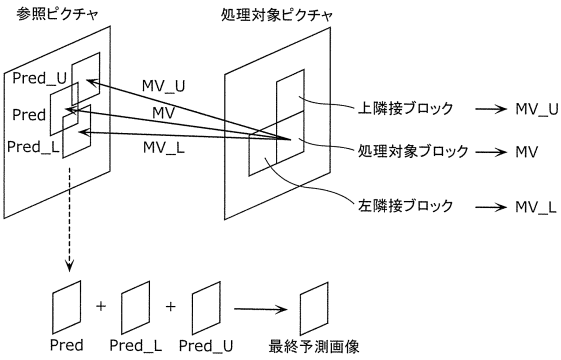 参照ピクチャ
処理対象ピクチャ
Pred_U
MV_U
上隣接ブロック
MV_U
Pred
MV
処理対象ブロック
MV
Pred_L
MV_L
左隣接ブロック
MV_L
+
+
Pred
Pred_L
Pred_U
最終予測画像